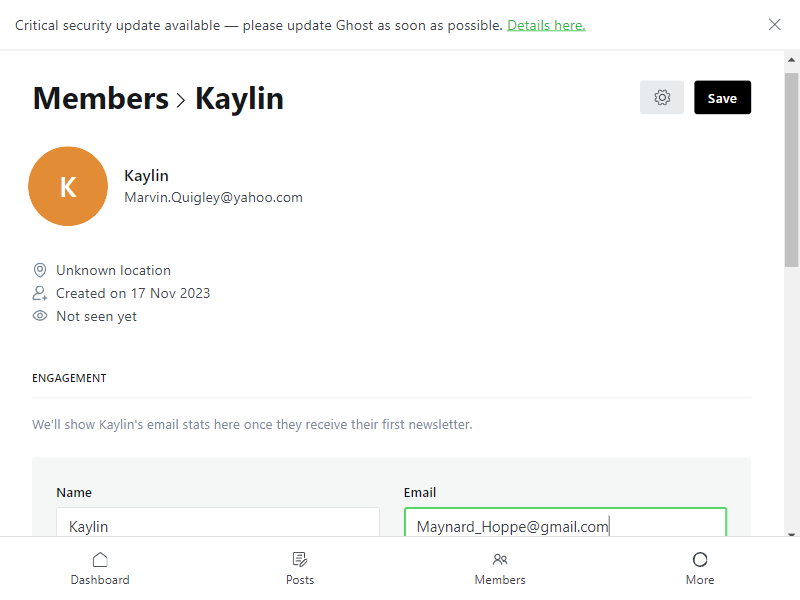 Critical security update available — please update Ghost as soon as possible. Details here.
Members > Kaylin
Save
K
Kaylin
Marvin.Quigley@yahoo.com
Unknown location
Created on 17 Nov 2023
Not seen yet
ENGAGEMENT
We'll show Kaylin's email stats here once they receive their first newsletter.
Name
Email
Kaylin
Maynard_Hoppe@gmail.com
Dashboard
Posts
Members
More